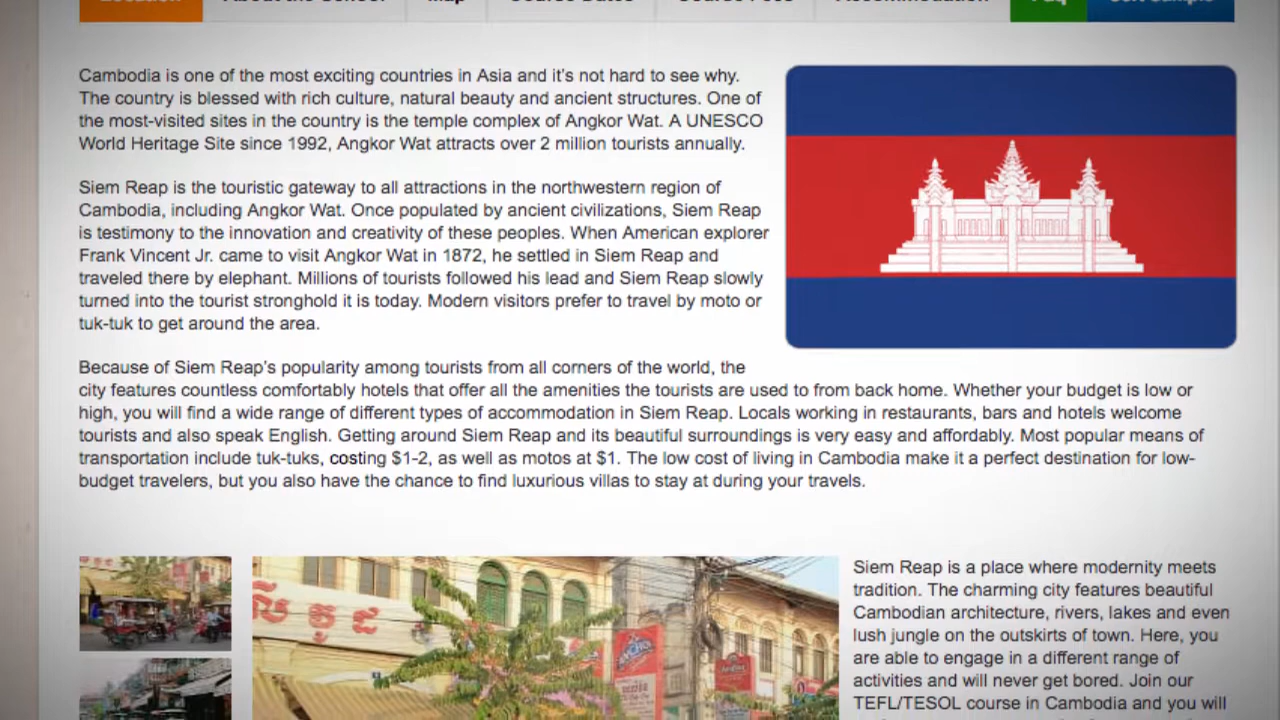 Location About the School Map Course Dates Course Fees Accommodation Faq Cert Sample
Cambodia is one of the most exciting countries in Asia and it's not hard to see why.
The country is blessed with rich culture, natural beauty and ancient structures. One of
the most-visited sites in the country is the temple complex of Angkor Wat. A UNESCO
World Heritage Site since 1992, Angkor Wat attracts over 2 million tourists annually.
Siem Reap is the touristic gateway to all attractions in the northwestern region of
Cambodia, including Angkor Wat. Once populated by ancient civilizations, Siem Reap
is testimony to the innovation and creativity of these peoples. When American explorer
Frank Vincent Jr. came to visit Angkor Wat in 1872, he settled in Siem Reap and
traveled there by elephant. Millions of tourists followed his lead and Siem Reap slowly
turned into the tourist stronghold it is today. Modern visitors prefer to travel by moto or
tuk-tuk to get around the area.
Because of Siem Reap's popularity among tourists from all corners of the world, the
city features countless comfortably hotels that offer all the amenities the tourists are used to from back home. Whether your budget is low or
high, you will find a wide range of different types of accommodation in Siem Reap. Locals working in restaurants, bars and hotels welcome
tourists and also speak English. Getting around Siem Reap and its beautiful surroundings is very easy and affordably. Most popular means of
transportation include tuk-tuks, costing $1-2, as well as motos at $1. The low cost of living in Cambodia make it a perfect destination for low-
budget travelers, but you also have the chance to find luxurious villas to stay at during your travels.
Siem Reap is a place where modernity meets
tradition. The charming city features beautiful
Cambodian architecture, rivers, lakes and even
lush jungle on the outskirts of town. Here, you
are able to engage in a different range of
activities and will never get bored. Join our
TEFL/TESOL course in Cambodia and you will